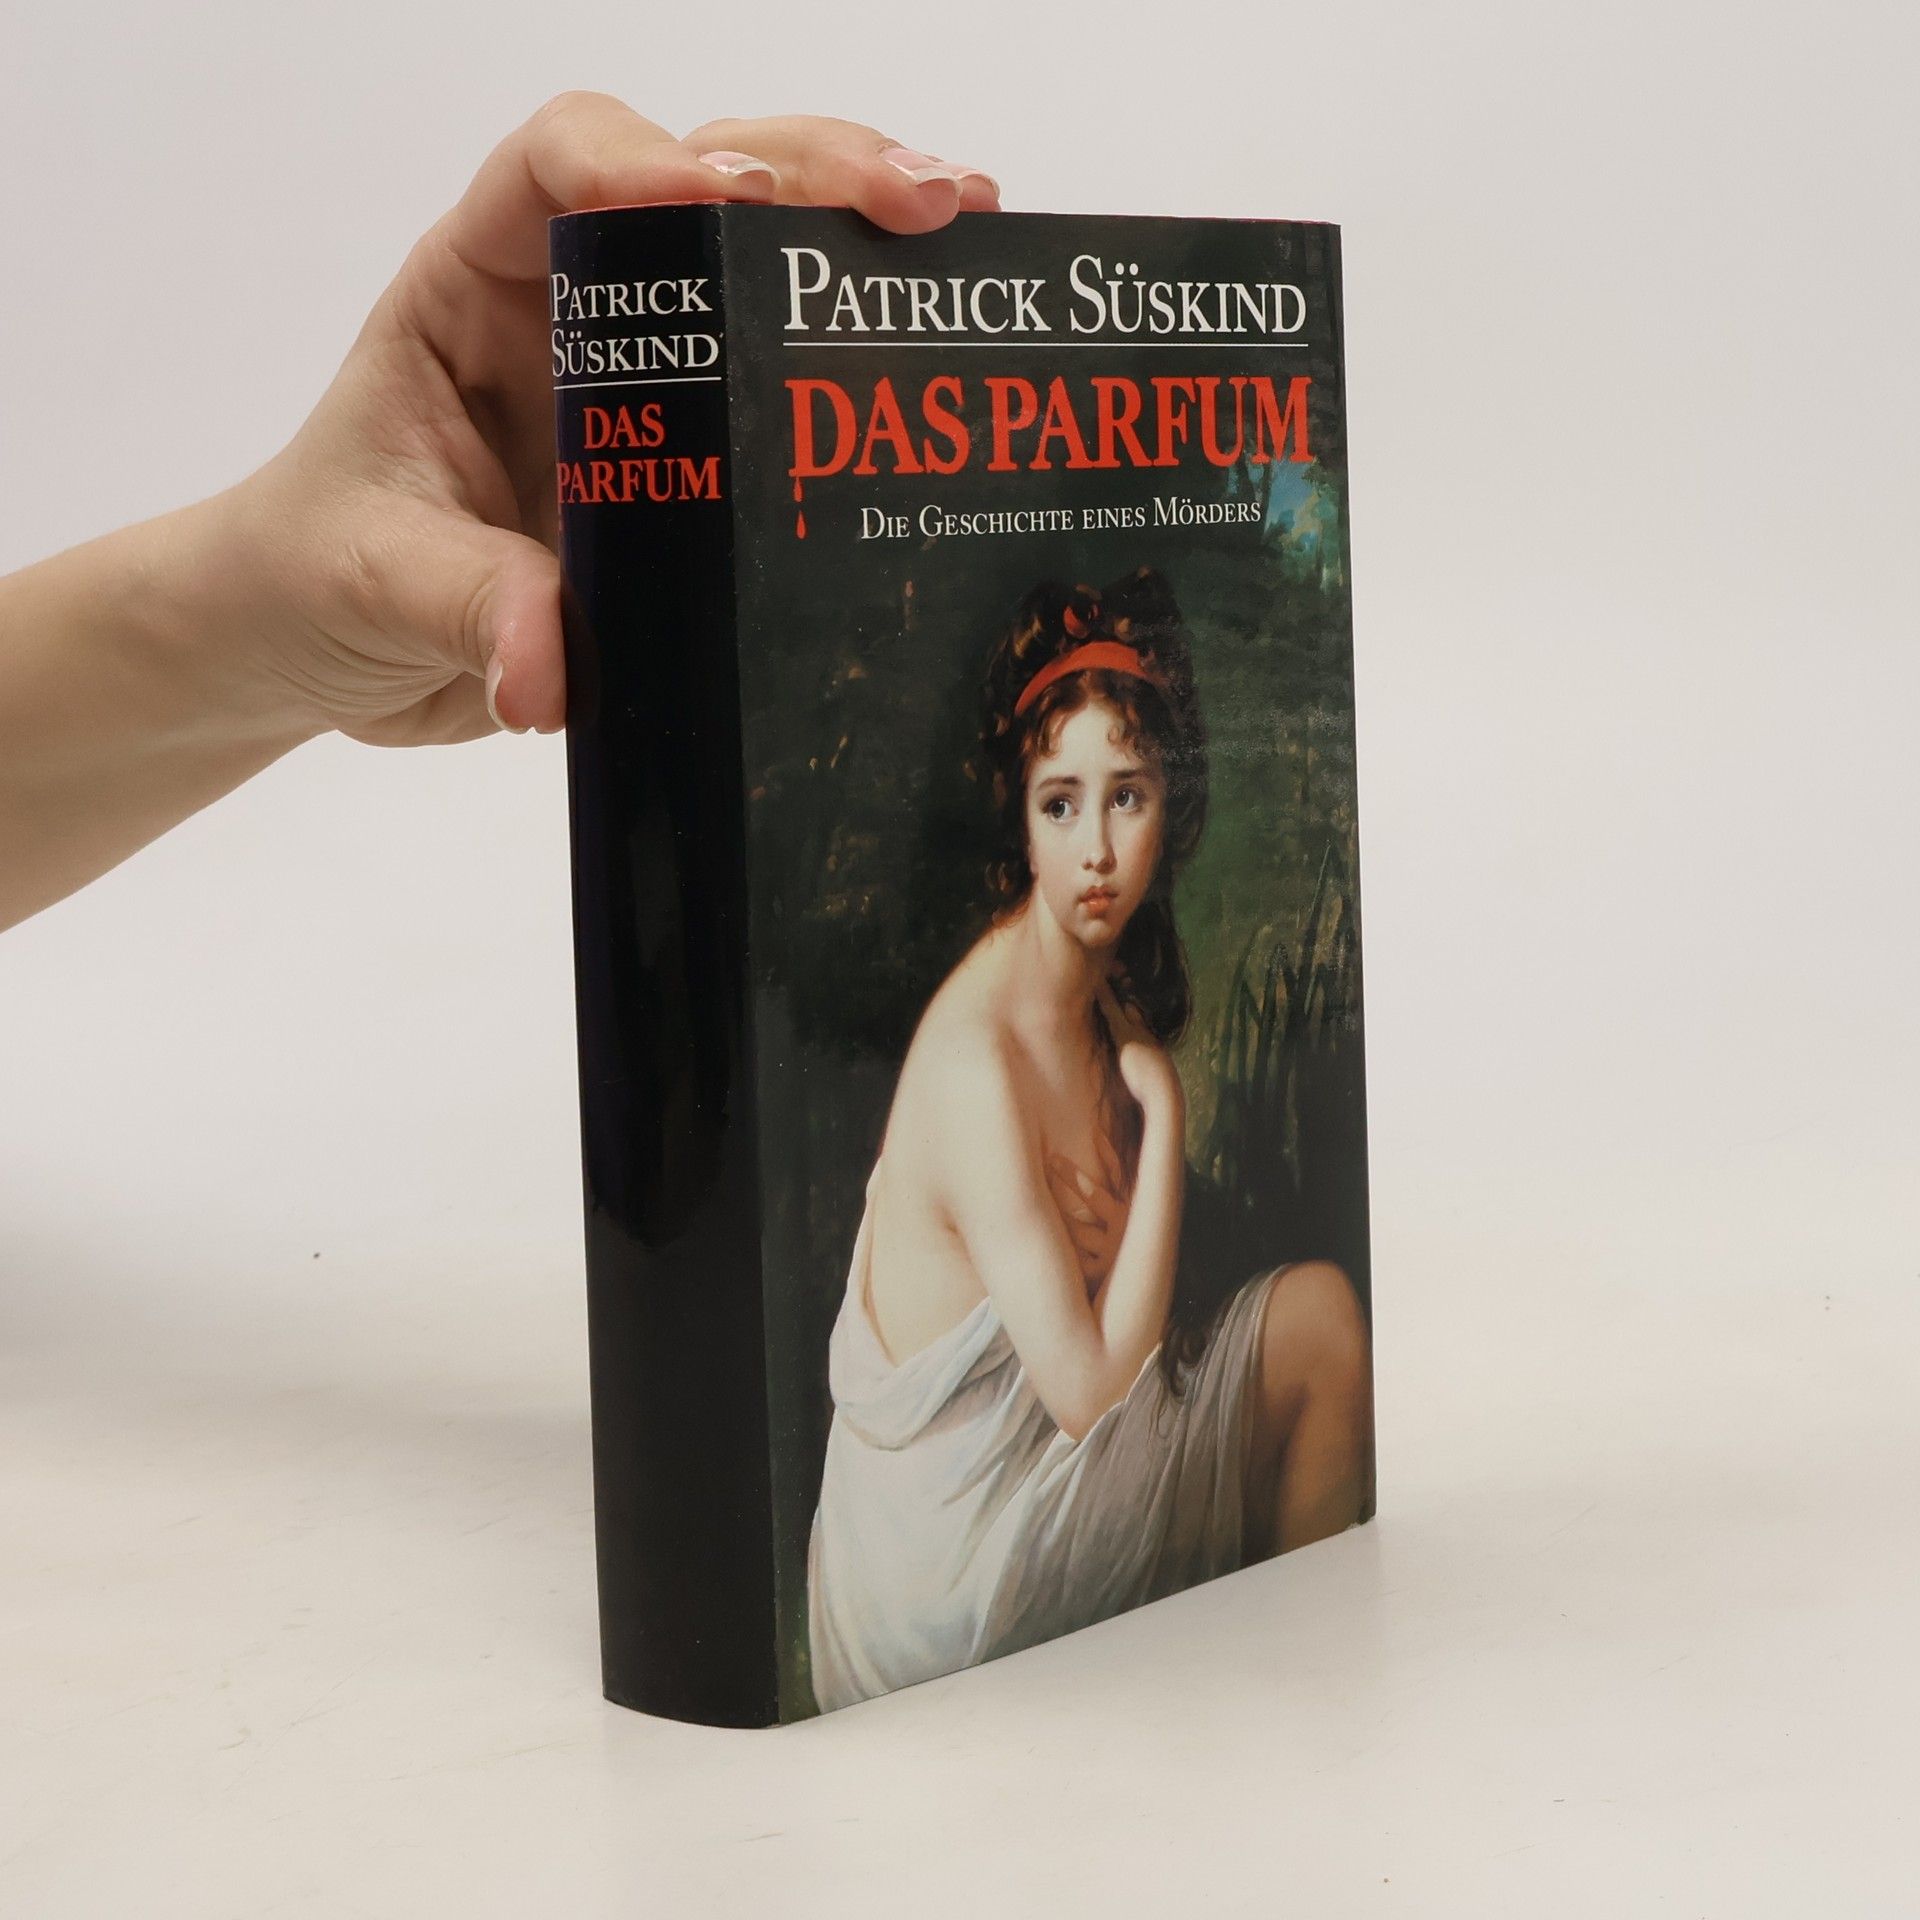 PATRICK
SÜSKIND
DAS
PARFUM
PATRICK SÜSKIND
DAS PARFUM
DIE GESCHICHTE EINES MÖRDERS